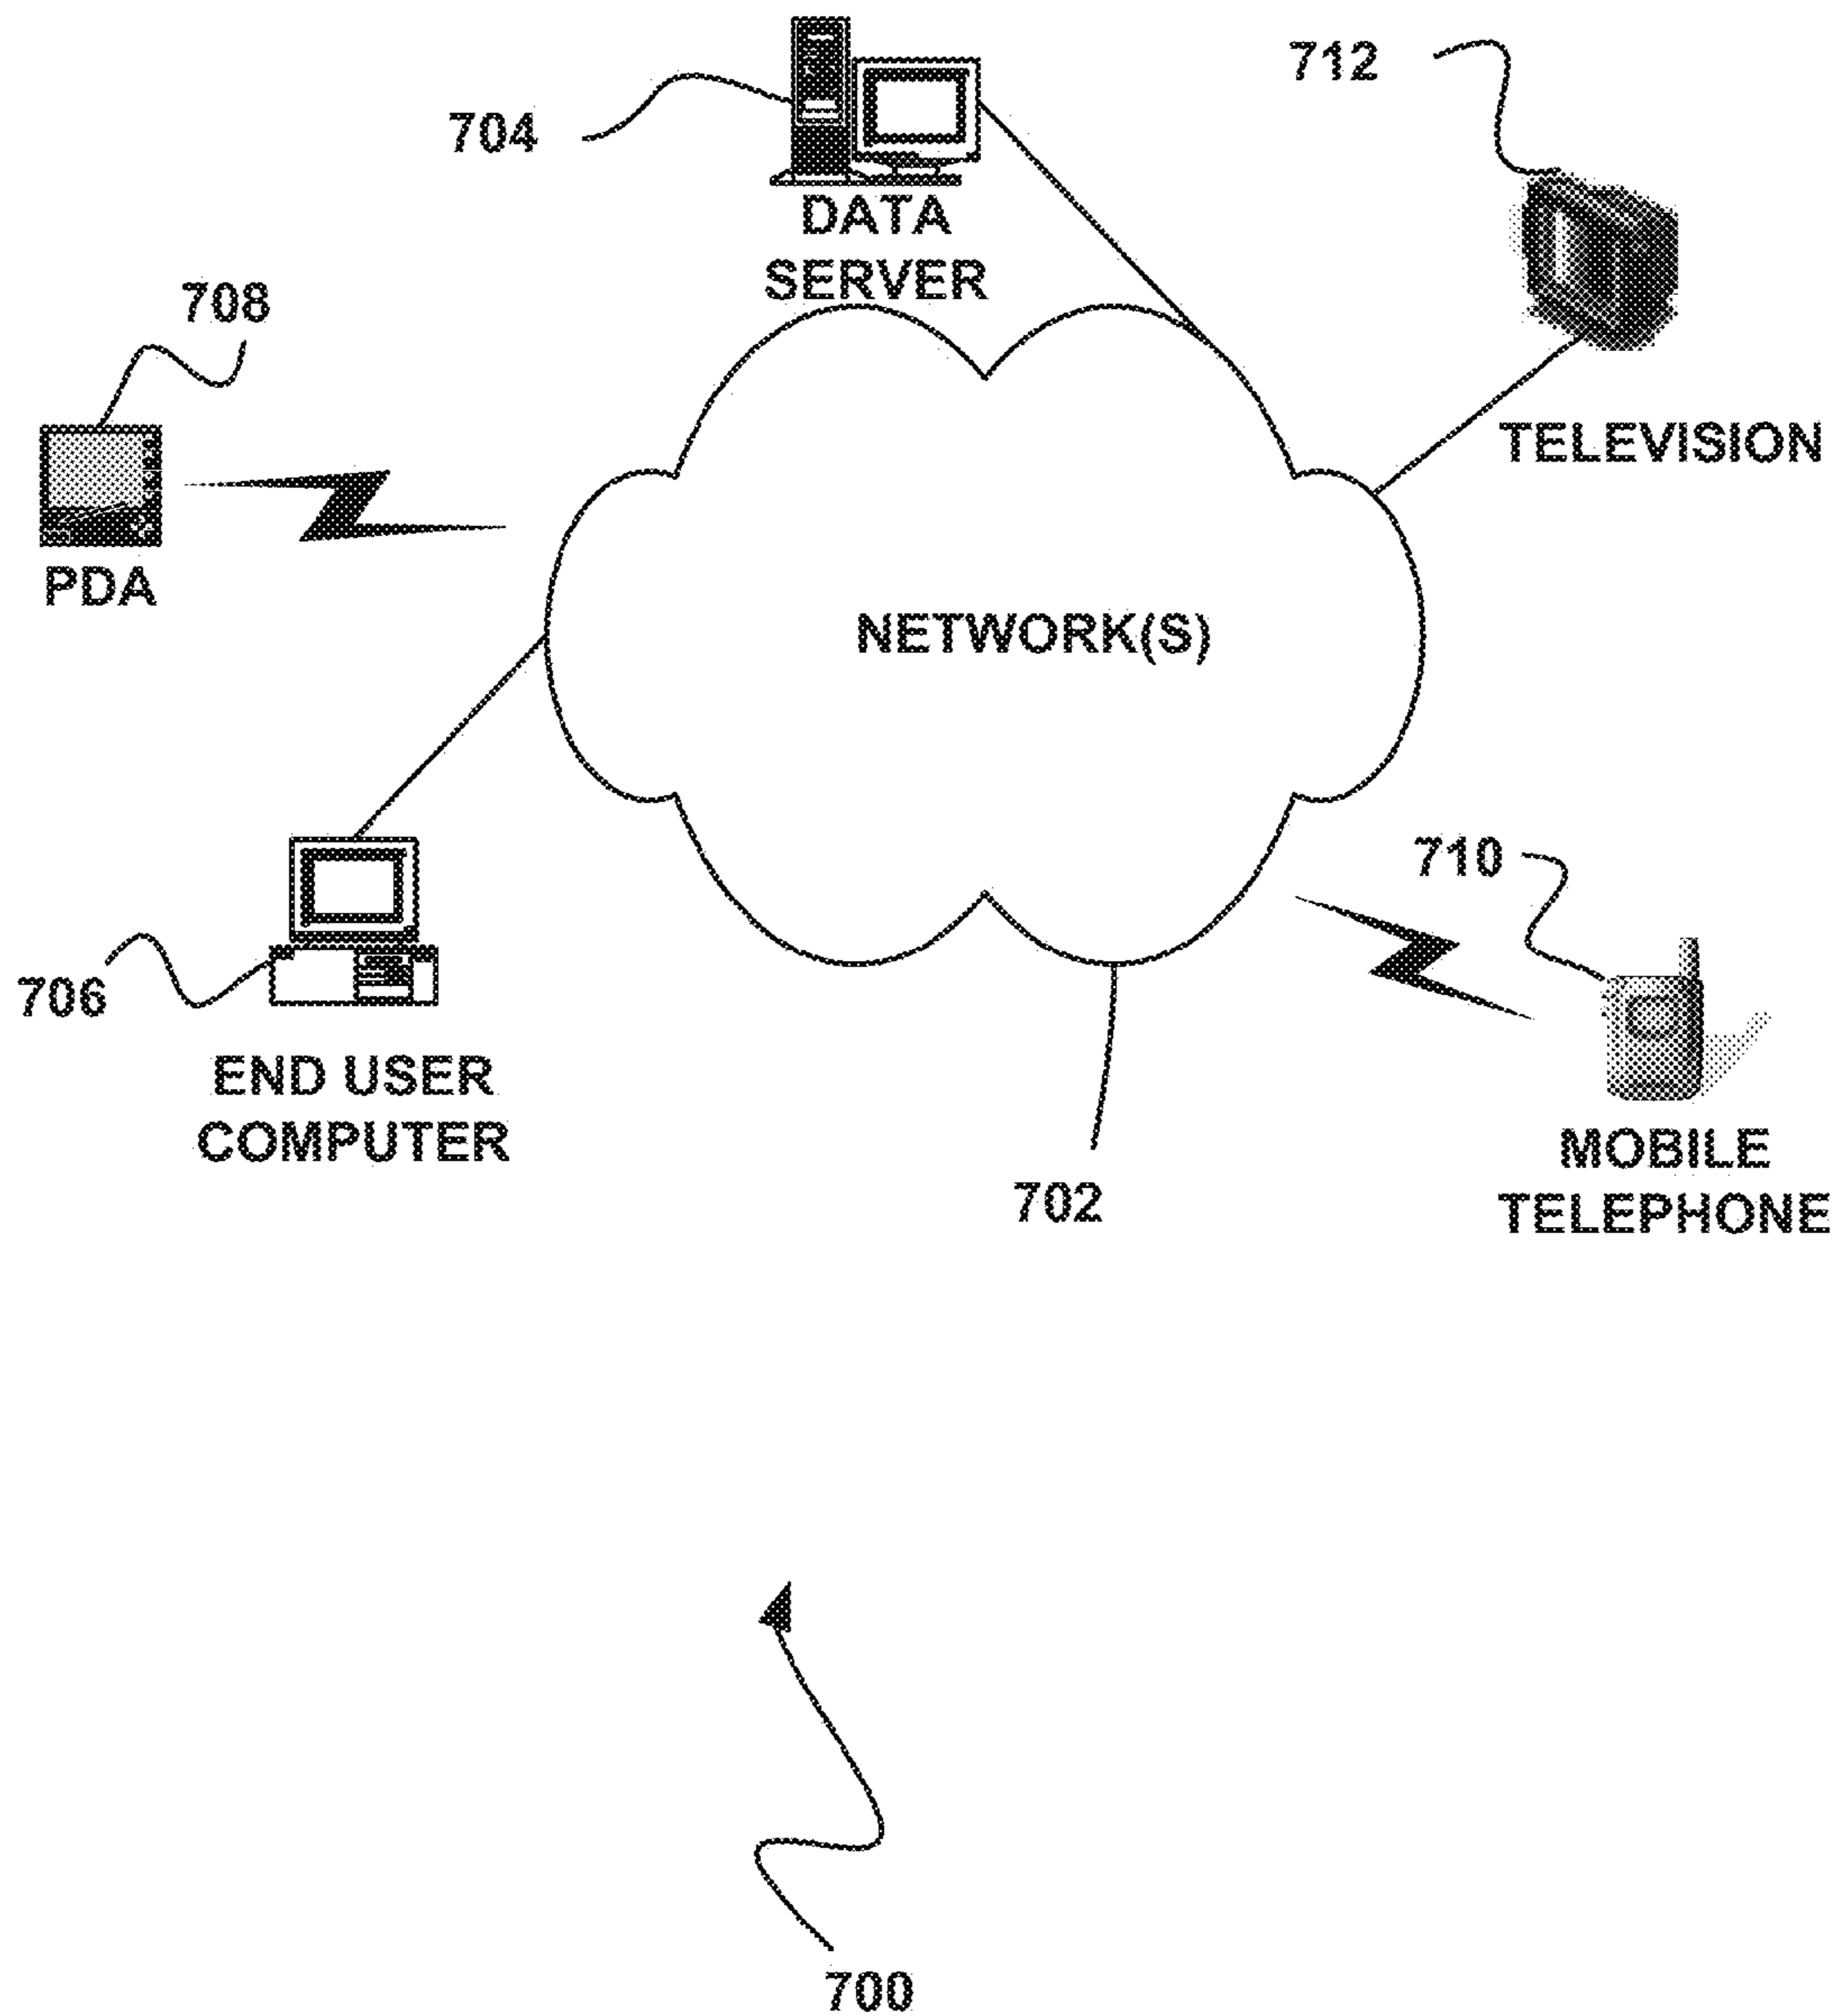 712
704
DATA
SERVER
708
TELEVISION
PDA
NETWORK(S)
710
706
END USER
COMPUTER
MOBILE
TELEPHONE
702
700